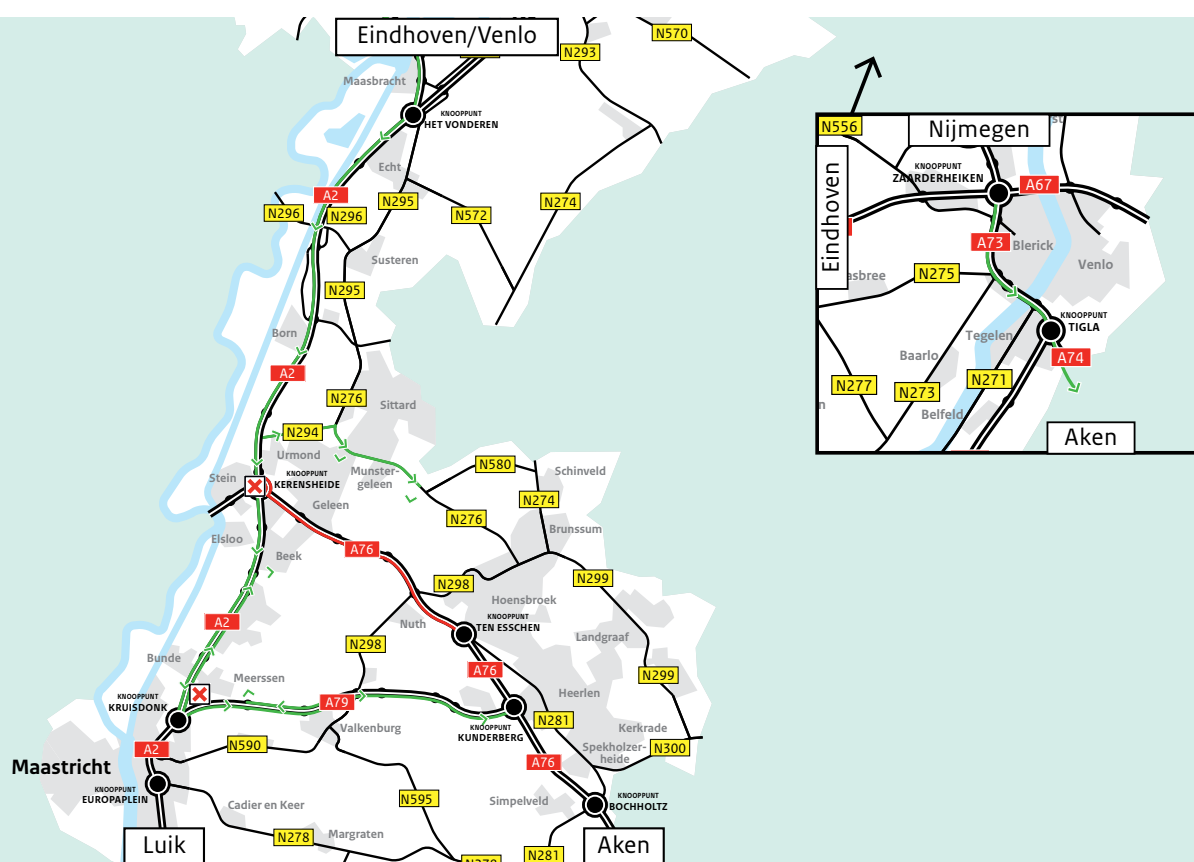 Eindhoven/Venlo
N570
N293
Maasbracht
KNOOPPUNT
HET VONDEREN
Echt
A2
N296
N296
N295
N572
N274
Susteren
N295
Born
A2
N276
Sittard
N294
Urmond
KNOOPPUNT
KERENSHEIDE
Stein
Munster-
geleen
N580
Schinveld
N274
Geleen
N276
Brunssum
Elsloo
Beek
A76
N298
N299
Hoensbroek
A2
Nuth
KNOOPPUNT
TEN ESSCHEN
Landgraaf
N298
Bunde
A76
N299
Meerssen
KNOOPPUNT
KRUISDONK
A79
Heerlen
N281
Valkenburg
KNOOPPUNT
KUNDERBERG
Kerkrade
A2
N590
Spekholzer-
heide
N300
A76
Maastricht
KNOOPPUNT
EUROPAPLEIN
Cadier en Keer
N595
Simpelveld
KNOOPPUNT
BOCHHOLTZ
N278
Margraten
Luik
Aken
N281
N556
Nijmegen
KNOOPPUNT
ZAARDERHEIKEN
A67
Eindhoven
A73
Blerick
Venlo
N275
KNOOPPUNT
TIGLA
Tegelen
Baarlo
A74
N277
N273
N271
Belfeld
Aken